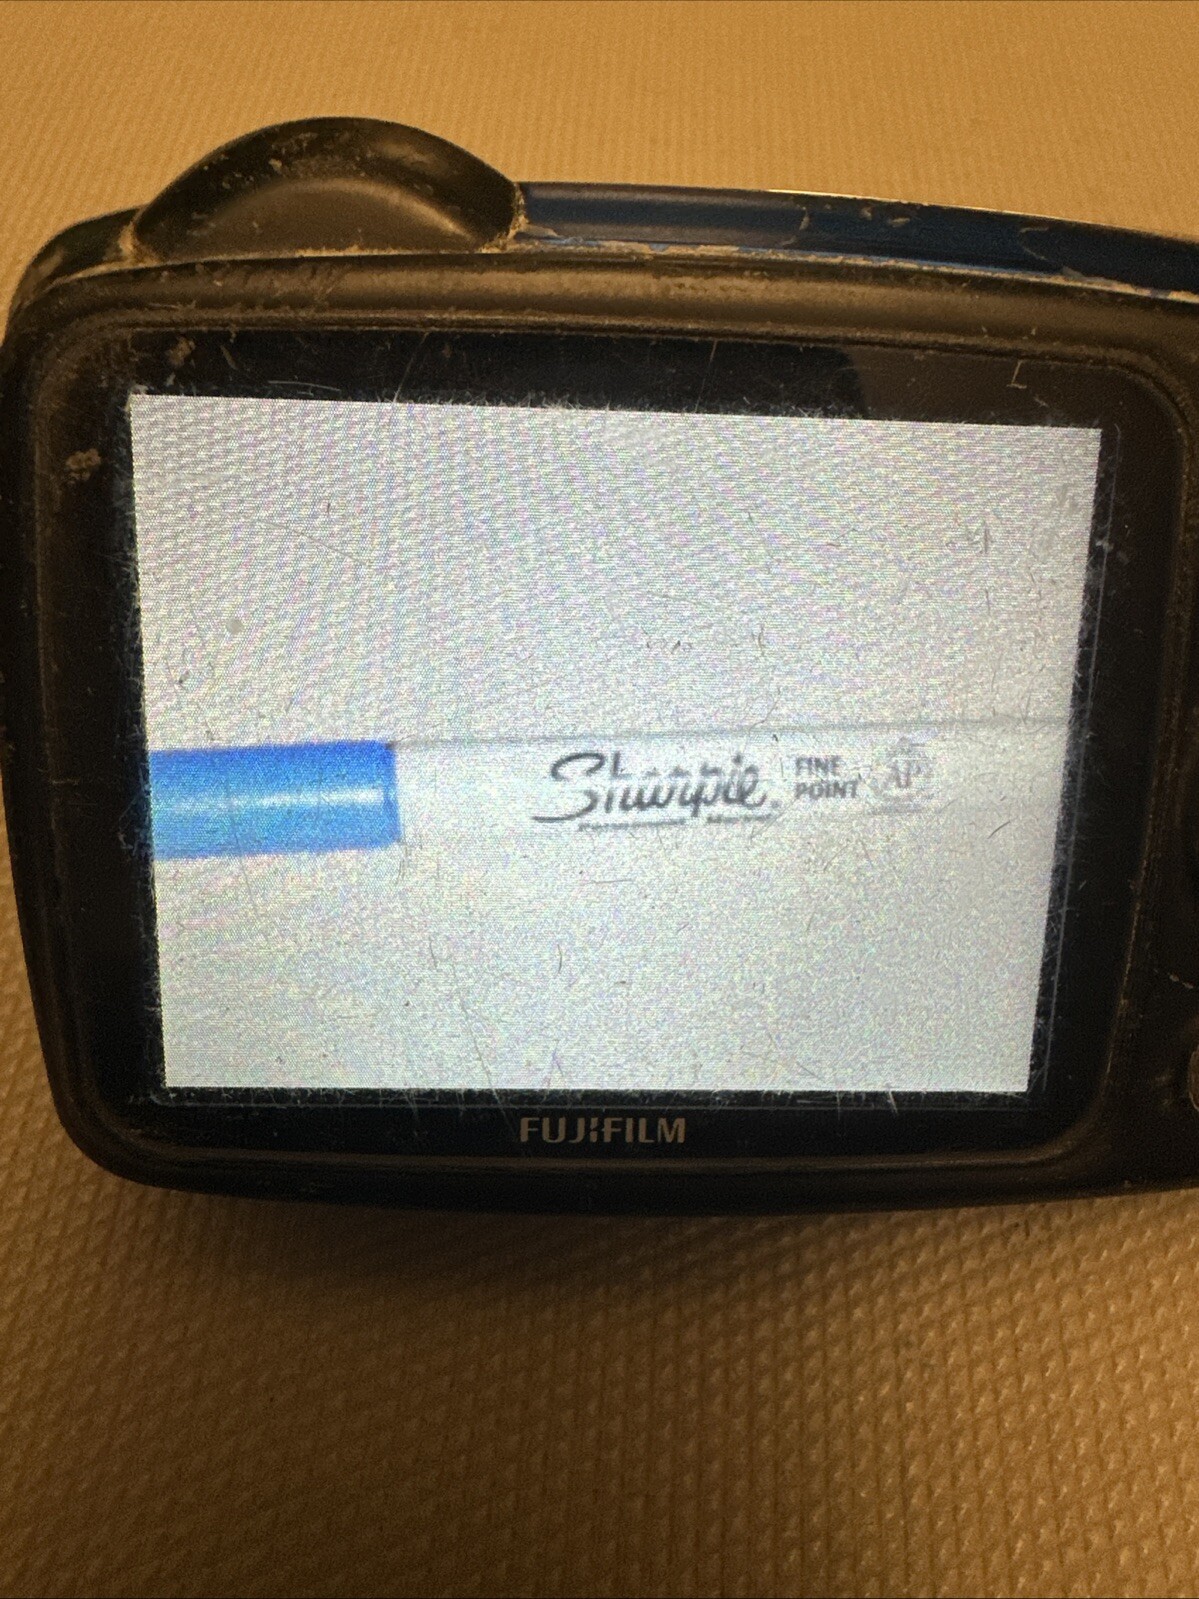 Sharpie.
FINE
POINT
AP
FUJIFILM